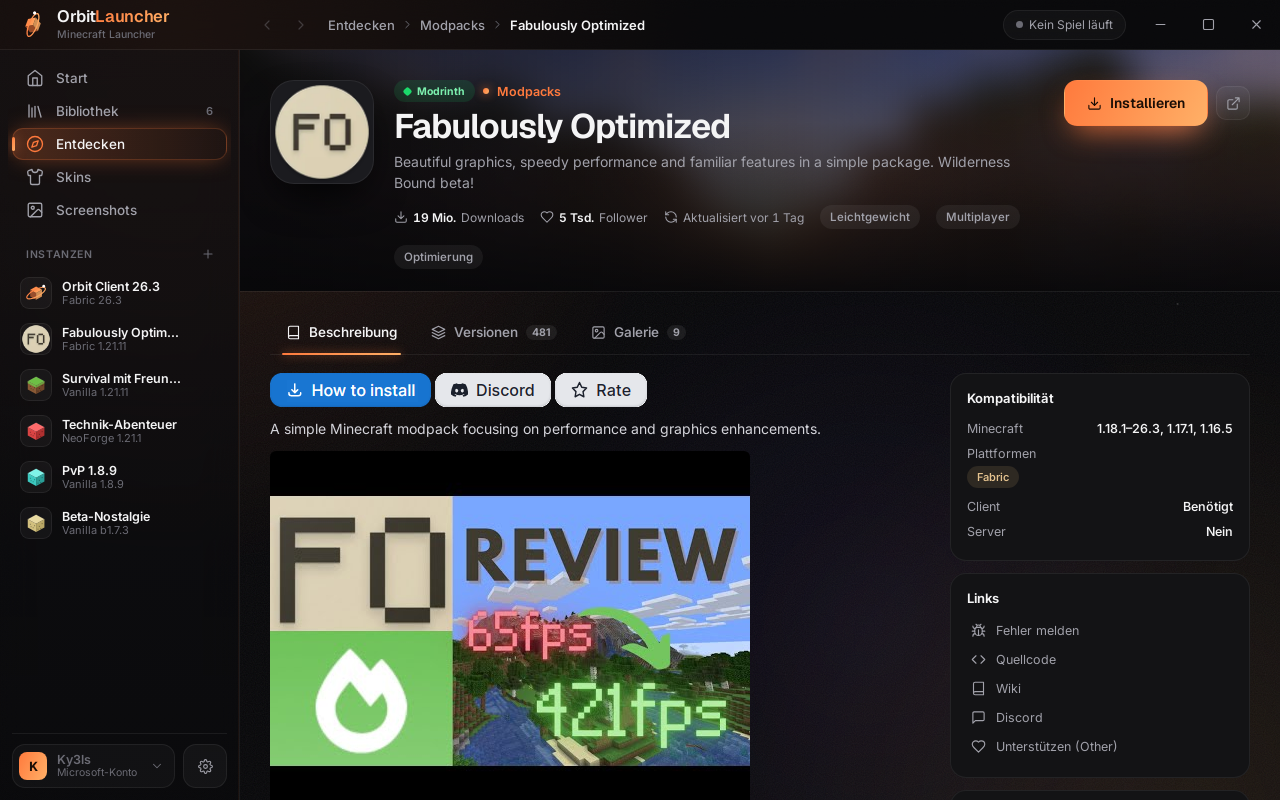 OrbitLauncher
Minecraft Launcher
Entdecken
Modpacks
Fabulously Optimized
Kein Spiel läuft
Start
Bibliothek
6
Entdecken
Skins
Screenshots
INSTANZEN
Orbit Client 26.3
Fabric 26.3
FO
Fabulously Optim...
Fabric 1.21.11
Survival mit Freun...
Vanilla 1.21.11
Technik-Abenteuer
NeoForge 1.21.1
PvP 1.8.9
Vanilla 1.8.9
Beta-Nostalgie
Vanilla b1.7.3
K
Ky3ls
Microsoft-Konto
FO
Modrinth
Modpacks
Fabulously Optimized
Beautiful graphics, speedy performance and familiar features in a simple package. Wilderness
Bound beta!
19 Mio. Downloads
5 Tsd. Follower
Aktualisiert vor 1 Tag
Leichtgewicht
Multiplayer
Optimierung
Installieren
Beschreibung
Versionen 481
Galerie 9
How to install
Discord
Rate
A simple Minecraft modpack focusing on performance and graphics enhancements.
FO
REVIEW
65fps
421fps
Kompatibilität
Minecraft 1.18.1–26.3, 1.17.1, 1.16.5
Plattformen
Fabric
Client Benötigt
Server Nein
Links
Fehler melden
Quellcode
Wiki
Discord
Unterstützen (Other)